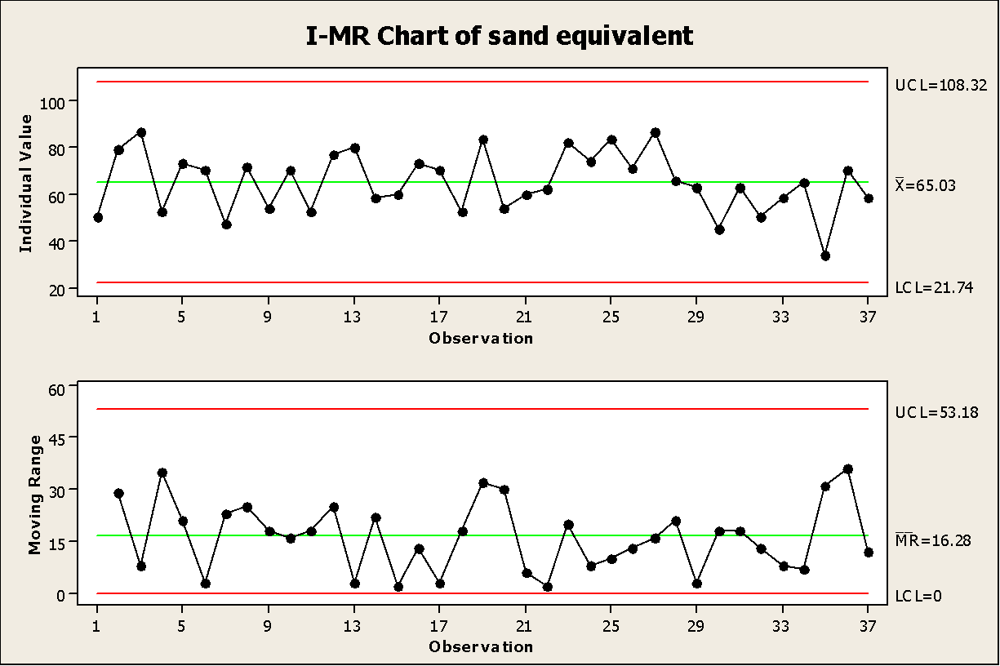 I-MR Chart of sand equivalent
Individual Value
100
80
60
40
20
UCL=108.32
X̅=65.03
LCL=21.74
1 5 9 13 17 21 25 29 33 37
Observation
Moving Range
60
45
30
15
0
UCL=53.18
M̅R̅=16.28
LCL=0
1 5 9 13 17 21 25 29 33 37
Observation